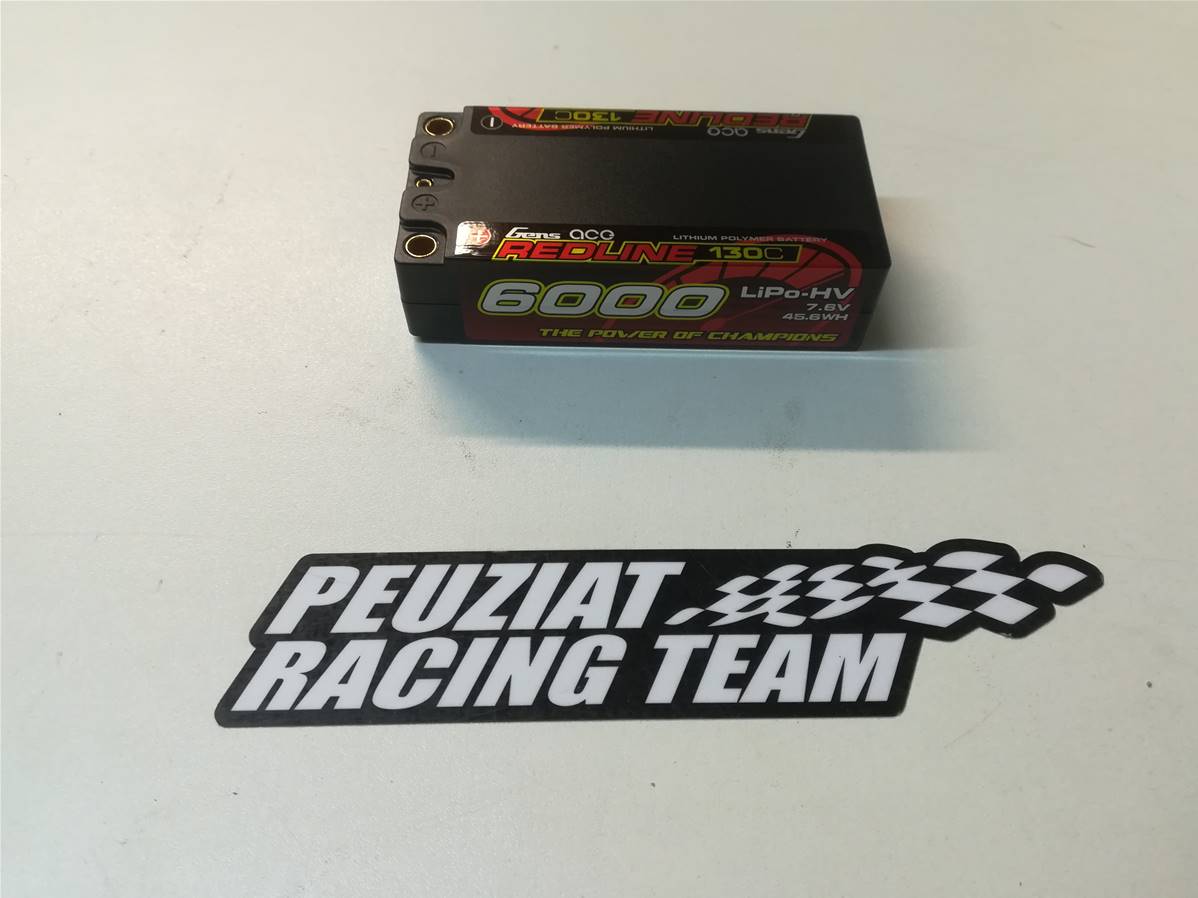 Gens ace
REDLINE 130C
LITHIUM POLYMER BATTERY
Gens ace
LITHIUM POLYMER BATTERY
REDLINE 130C
6000
LiPo-HV
7.6V
45.6WH
THE POWER OF CHAMPIONS
PEUZIAT
RACING TEAM